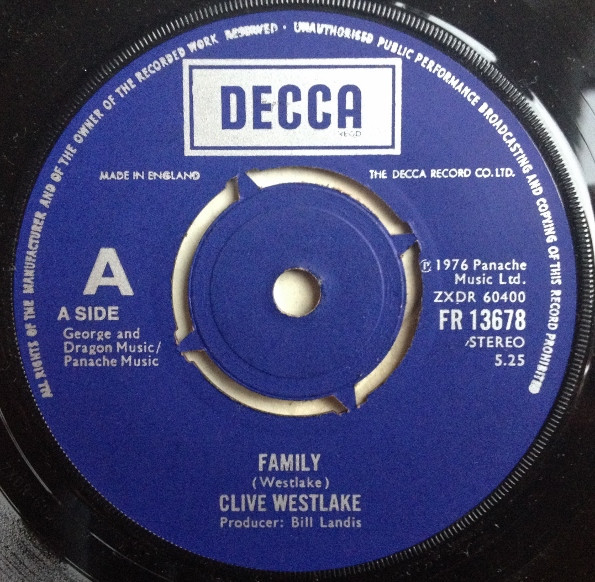 ALL RIGHTS OF THE MANUFACTURER AND OF THE OWNER OF THE RECORDED WORK RESERVED · UNAUTHORISED PUBLIC PERFORMANCE BROADCASTING AND COPYING OF THIS RECORD PROHIBITED
DECCA
REGD
MADE IN ENGLAND
THE DECCA RECORD CO. LTD.
A
A SIDE
George and
Dragon Music/
Panache Music
℗ 1976 Panache
Music Ltd.
ZXDR 60400
FR 13678
/STEREO
5.25
FAMILY
(Westlake)
CLIVE WESTLAKE
Producer: Bill Landis